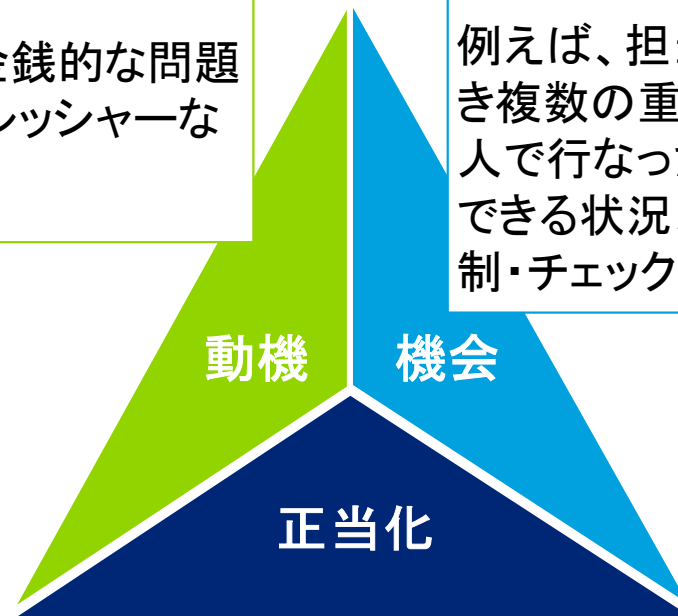 金銭的な問題
レッシャーな
例えば、担
き複数の重
人で行なっ
できる状況
制・チェック
動機
機会
正当化